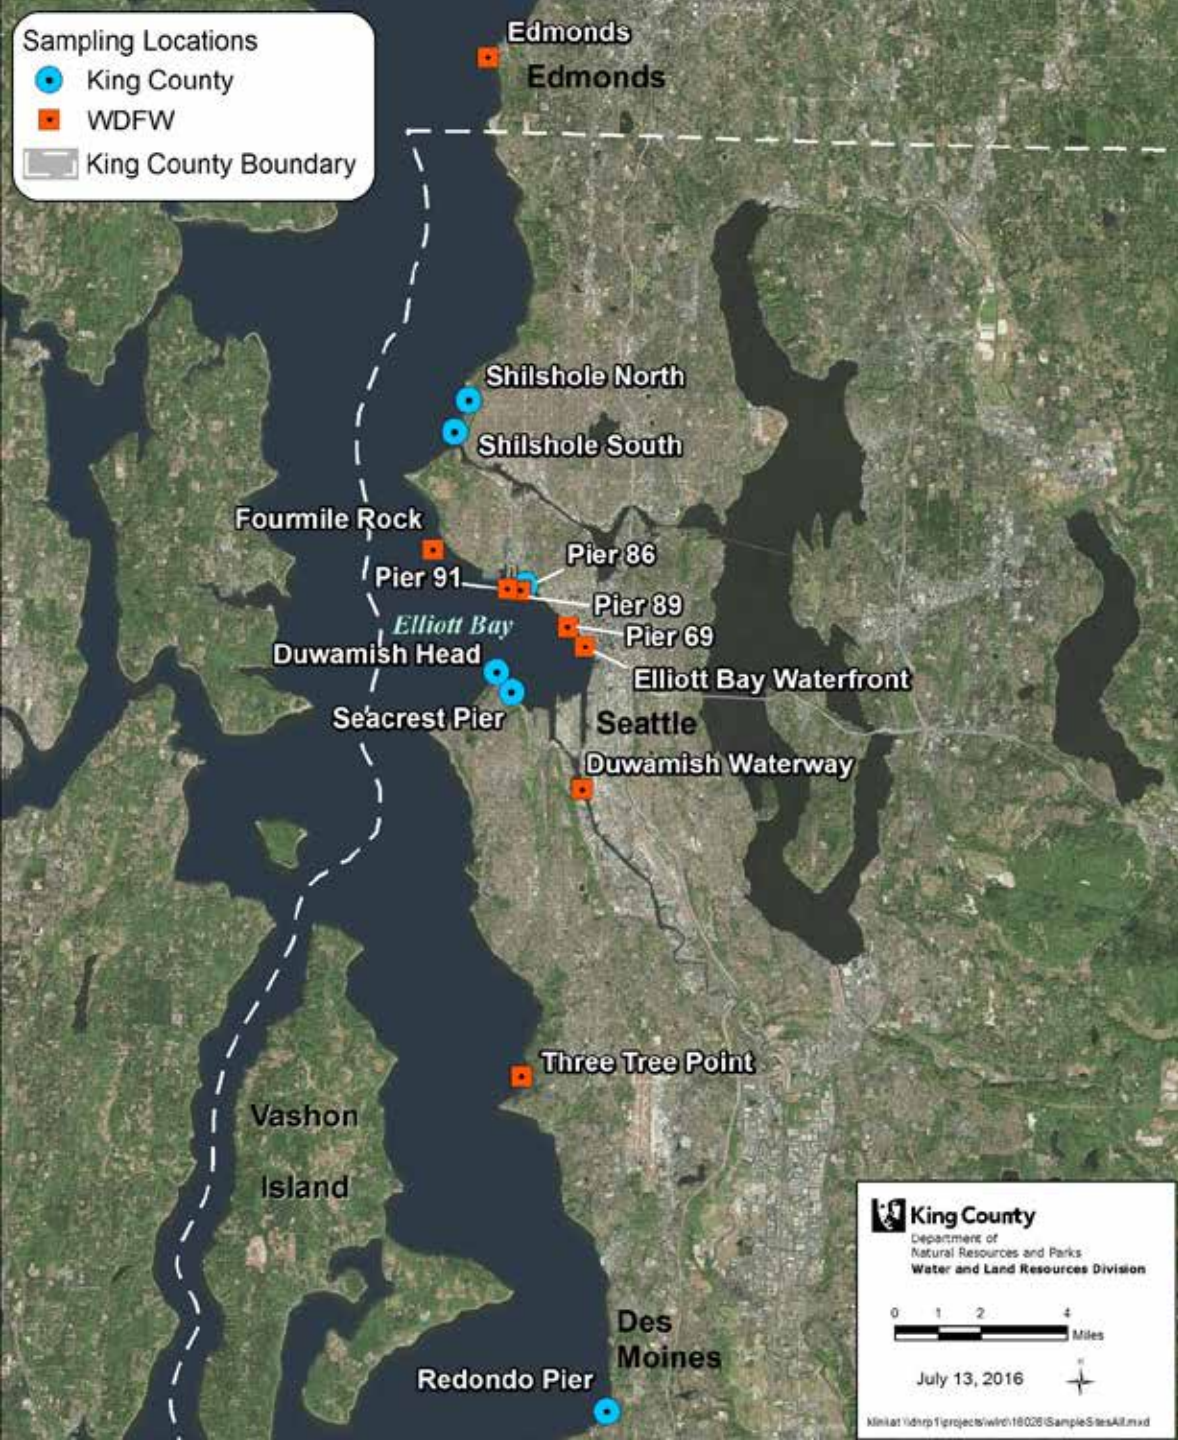 Sampling Locations
King County
WDFW
King County Boundary
Edmonds
Edmonds
Shilshole North
Shilshole South
Fourmile Rock
Pier 86
Pier 91
Pier 89
Elliott Bay
Pier 69
Duwamish Head
Elliott Bay Waterfront
Seacrest Pier
Seattle
Duwamish Waterway
Three Tree Point
Vashon
Island
King County
Department of
Natural Resources and Parks
Water and Land Resources Division
0 1 2 4
Miles
Des
Moines
Redondo Pier
July 13, 2016
N